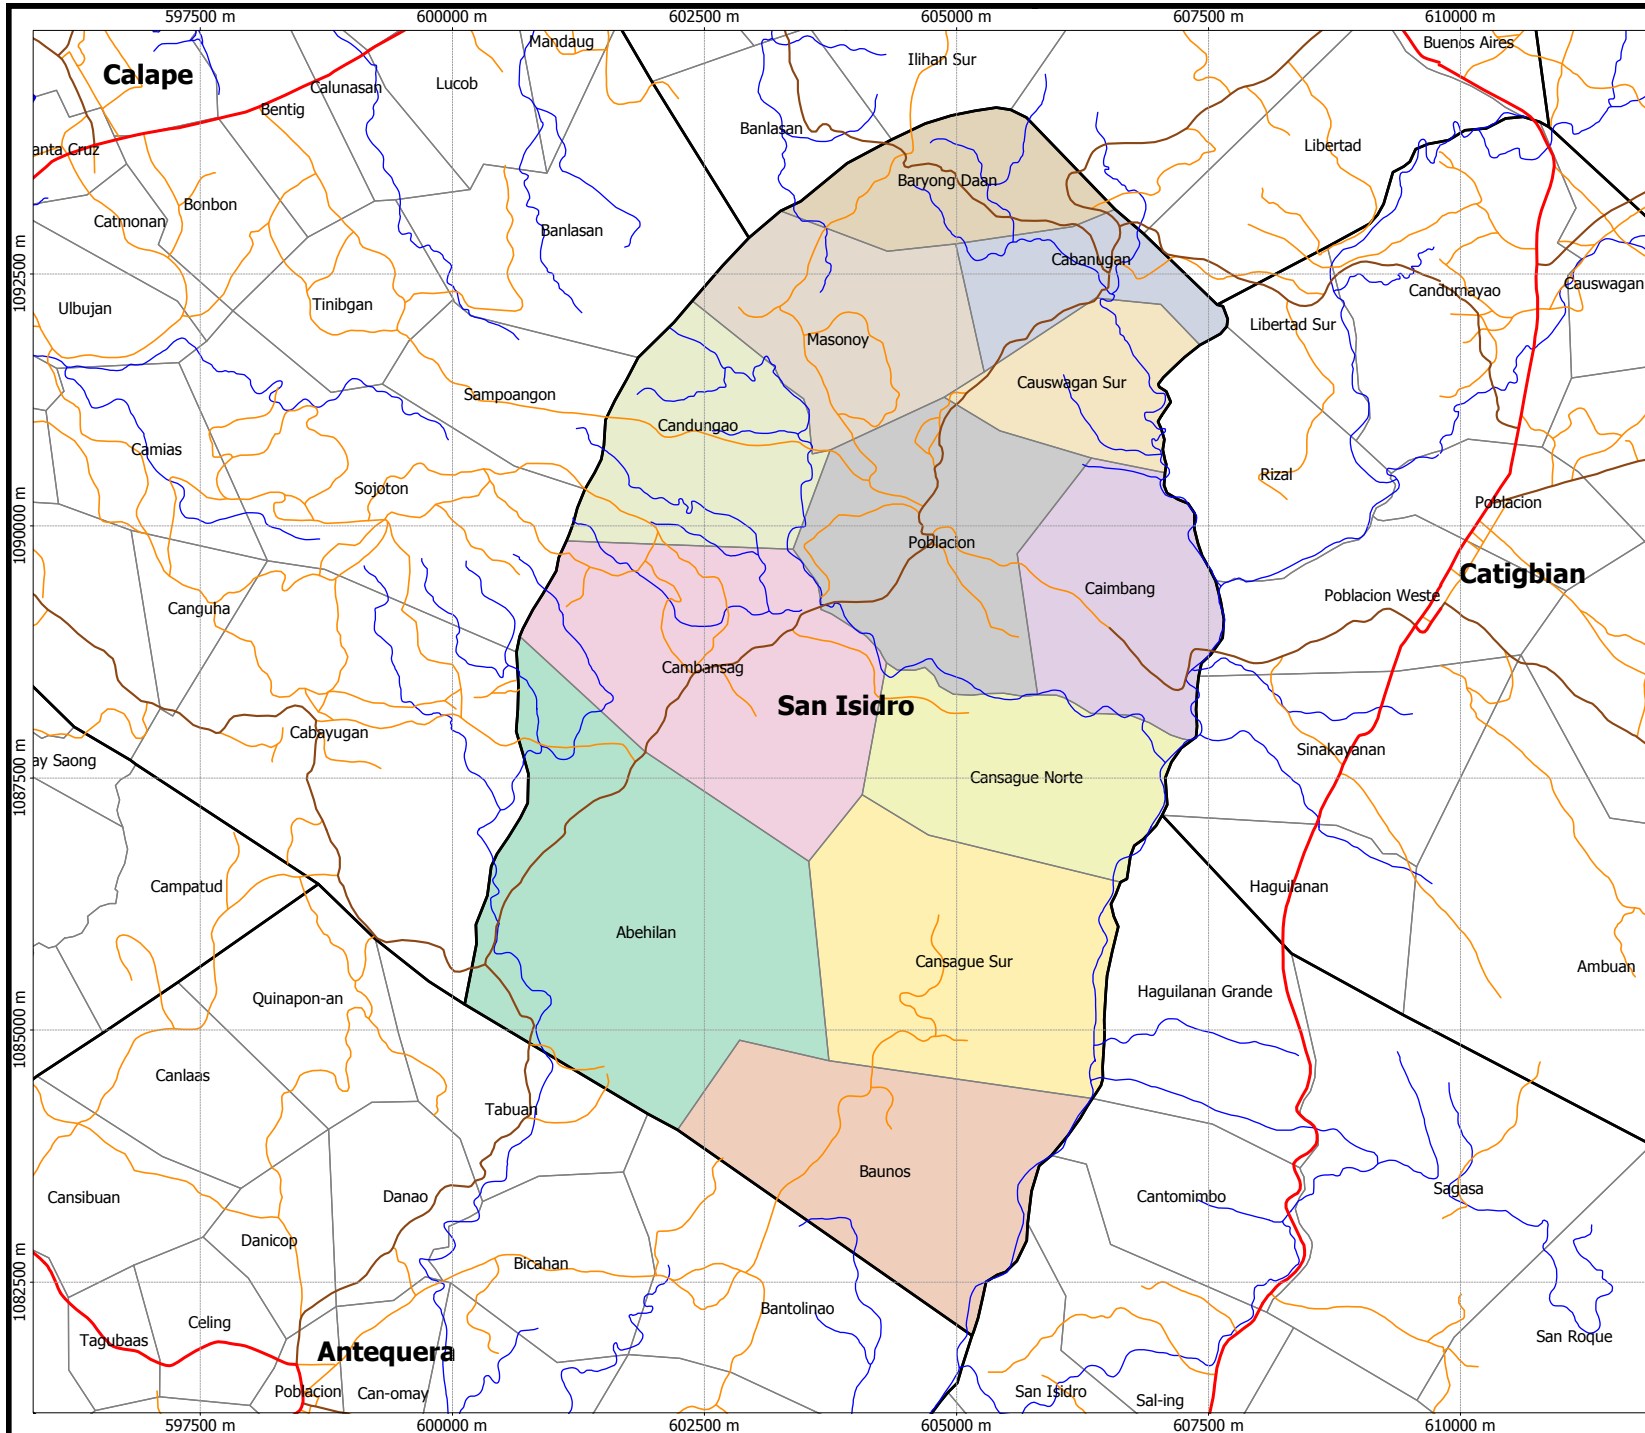 597500 m
600000 m
602500 m
605000 m
607500 m
610000 m
Mandaug
Buenos Aires
Ilihan Sur
Calape
Lucob
Calunasan
Bentig
Banlasan
Libertad
anta Cruz
Baryong Daan
Bonbon
Catmonan
Banlasan
1092500 m
Cabanugan
Causwagan
Candumayao
Tinibgan
Ulbujan
Libertad Sur
Masonoy
Causwagan Sur
Sampoangon
Candungao
Camias
Rizal
Sojoton
Poblacion
1090000 m
Poblacion
Catigbian
Caimbang
Poblacion Weste
Canguha
Cambansag
San Isidro
Cabayugan
Sinakayanan
ay Saong
1087500 m
Cansague Norte
Campatud
Haguilanan
Abehilan
Cansague Sur
Ambuan
Haguilanan Grande
Quinapon-an
1085000 m
Canlaas
Tabuan
Baunos
Sagasa
Cansibuan
Danao
Cantomimbo
Danicop
Bicahan
1082500 m
Bantolinao
Celing
San Roque
Tagubaas
Antequera
Poblacion
Can-omay
San Isidro
Sal-ing
597500 m
600000 m
602500 m
605000 m
607500 m
610000 m